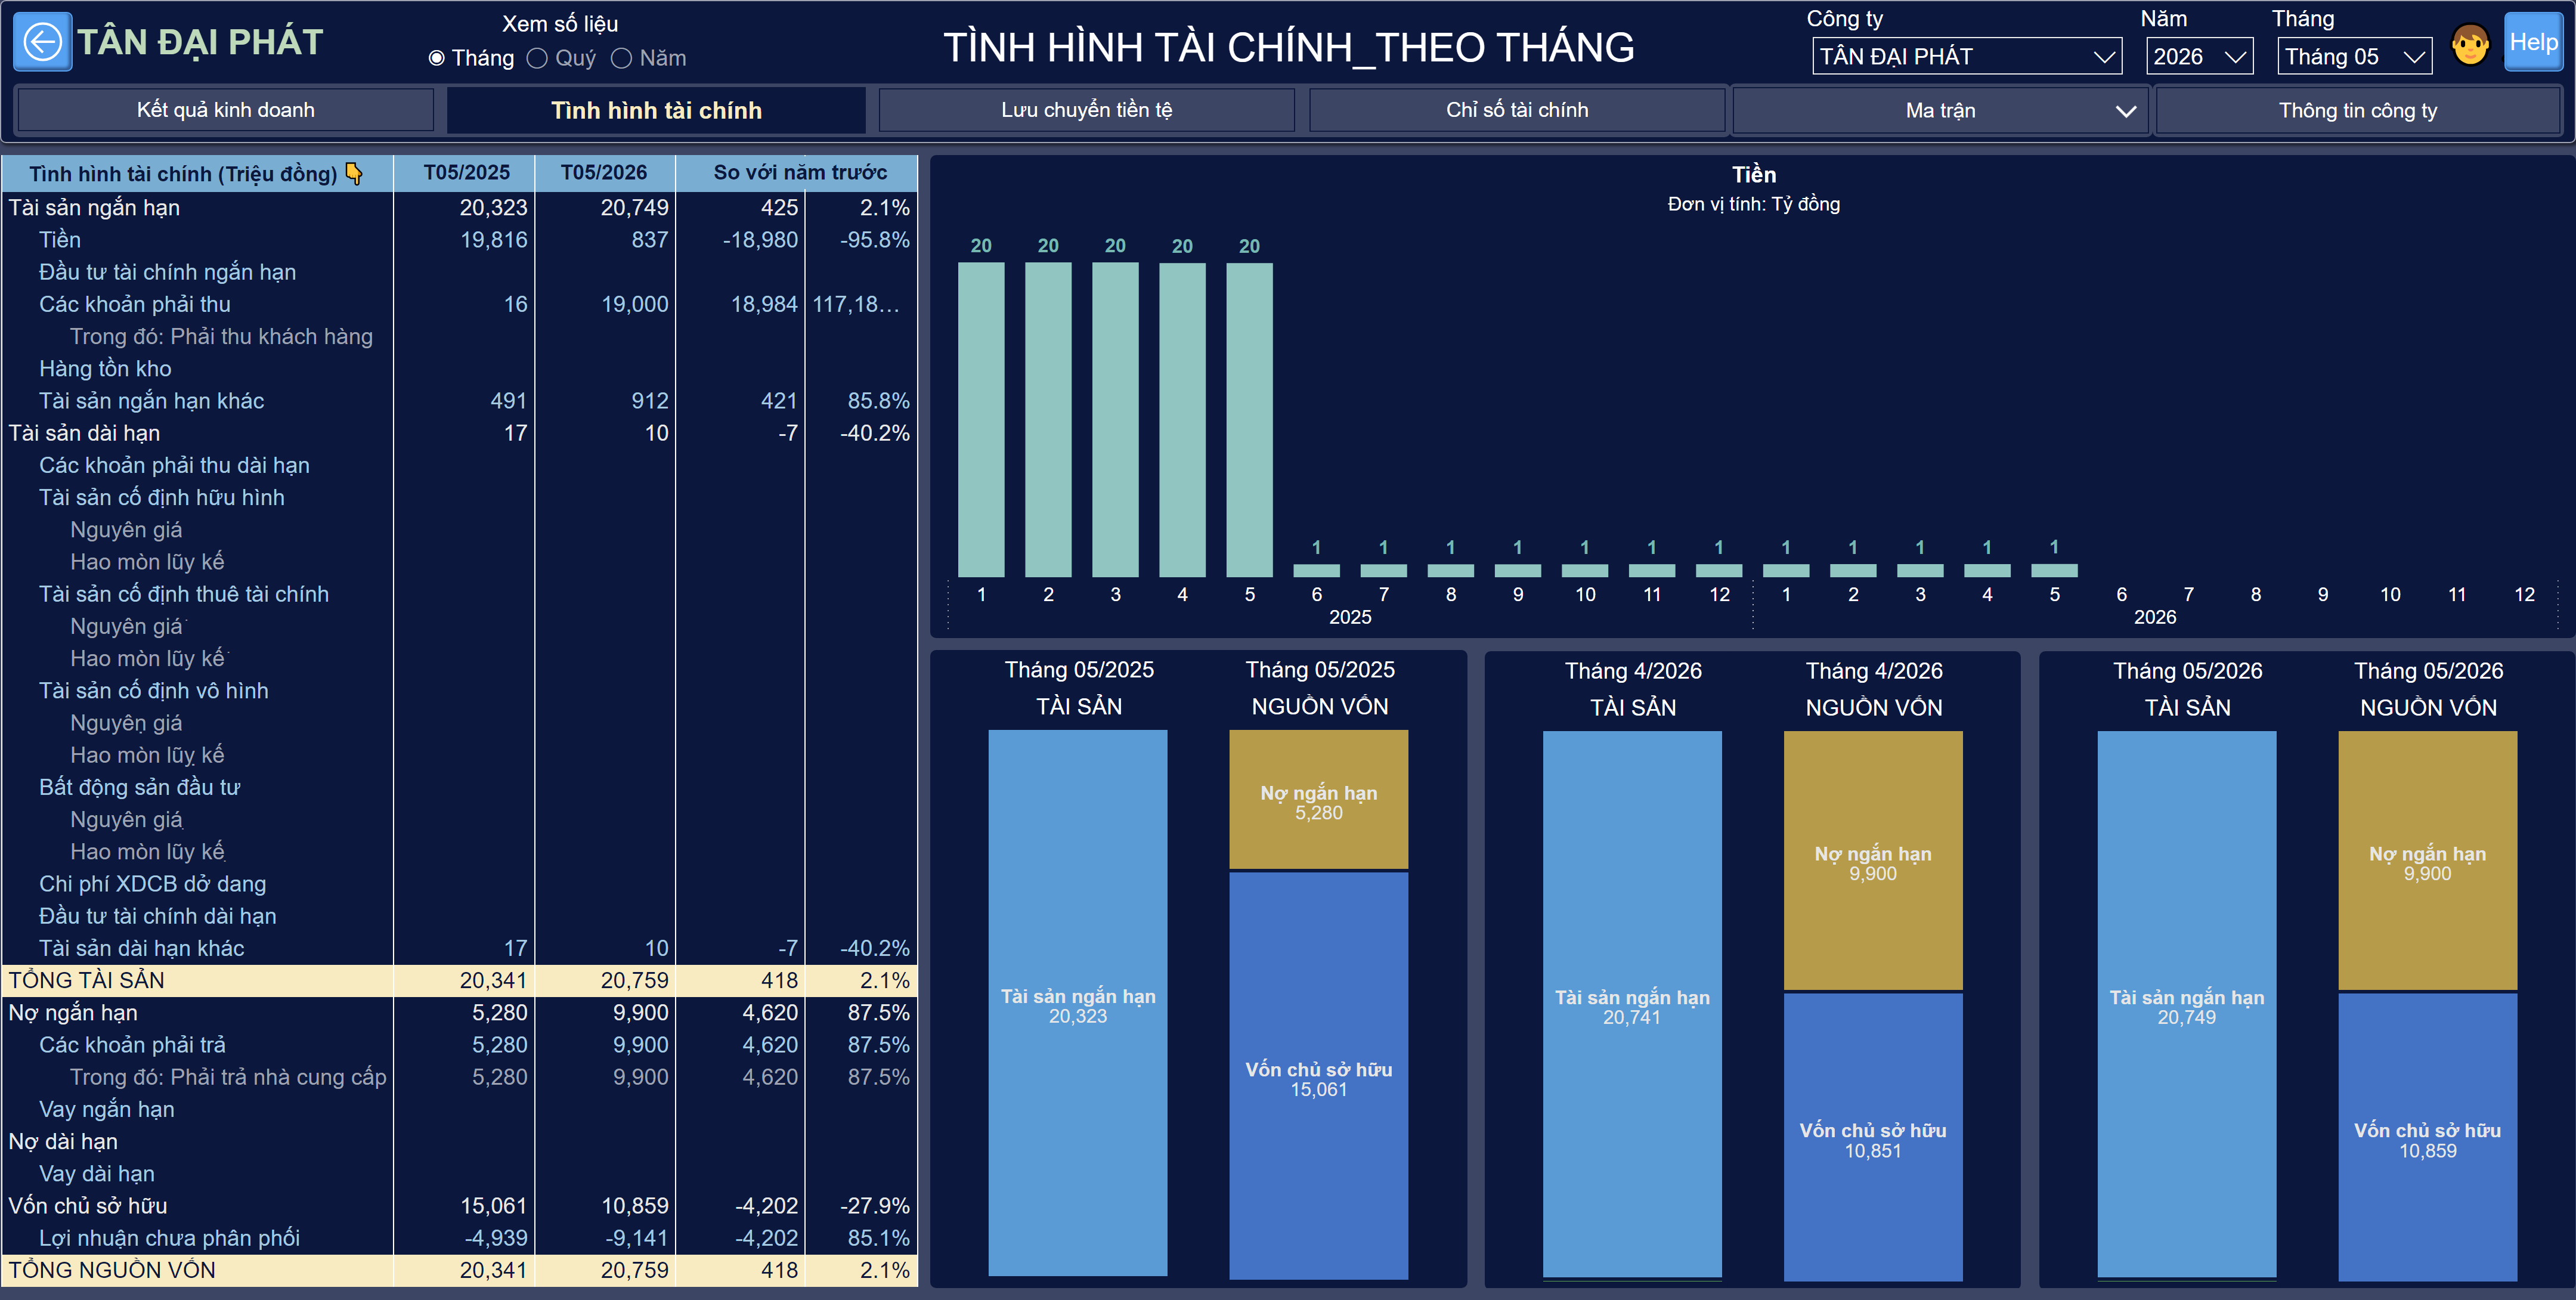 TÂN ĐẠI PHÁT
Xem số liệu
Tháng Quý Năm
TÌNH HÌNH TÀI CHÍNH_THEO THÁNG
Công ty
TÂN ĐẠI PHÁT
Năm
2026
Tháng
Tháng 05
Help
Kết quả kinh doanh
Tình hình tài chính
Lưu chuyển tiền tệ
Chỉ số tài chính
Ma trận
Thông tin công ty
Tình hình tài chính (Triệu đồng) T05/2025 T05/2026 So với năm trước
Tài sản ngắn hạn 20,323 20,749 425 2.1%
Tiền 19,816 837 -18,980 -95.8%
Đầu tư tài chính ngắn hạn
Các khoản phải thu 16 19,000 18,984 117,18...
Trong đó: Phải thu khách hàng
Hàng tồn kho
Tài sản ngắn hạn khác 491 912 421 85.8%
Tài sản dài hạn 17 10 -7 -40.2%
Các khoản phải thu dài hạn
Tài sản cố định hữu hình
Nguyên giá
Hao mòn lũy kế
Tài sản cố định thuê tài chính
Nguyên giá
Hao mòn lũy kế
Tài sản cố định vô hình
Nguyên giá
Hao mòn lũy kế
Bất động sản đầu tư
Nguyên giá
Hao mòn lũy kế
Chi phí XDCB dở dang
Đầu tư tài chính dài hạn
Tài sản dài hạn khác 17 10 -7 -40.2%
TỔNG TÀI SẢN 20,341 20,759 418 2.1%
Nợ ngắn hạn 5,280 9,900 4,620 87.5%
Các khoản phải trả 5,280 9,900 4,620 87.5%
Trong đó: Phải trả nhà cung cấp 5,280 9,900 4,620 87.5%
Vay ngắn hạn
Nợ dài hạn
Vay dài hạn
Vốn chủ sở hữu 15,061 10,859 -4,202 -27.9%
Lợi nhuận chưa phân phối -4,939 -9,141 -4,202 85.1%
TỔNG NGUỒN VỐN 20,341 20,759 418 2.1%
Tiền
Đơn vị tính: Tỷ đồng
20 20 20 20 20
1 1 1 1 1 1 1 1 1 1 1 1
1 2 3 4 5 6 7 8 9 10 11 12 1 2 3 4 5 6 7 8 9 10 11 12
2025 2026
Tháng 05/2025 Tháng 05/2025
TÀI SẢN NGUỒN VỐN
Nợ ngắn hạn
5,280
Tài sản ngắn hạn
20,323
Vốn chủ sở hữu
15,061
Tháng 4/2026 Tháng 4/2026
TÀI SẢN NGUỒN VỐN
Nợ ngắn hạn
9,900
Tài sản ngắn hạn
20,741
Vốn chủ sở hữu
10,851
Tháng 05/2026 Tháng 05/2026
TÀI SẢN NGUỒN VỐN
Nợ ngắn hạn
9,900
Tài sản ngắn hạn
20,749
Vốn chủ sở hữu
10,859